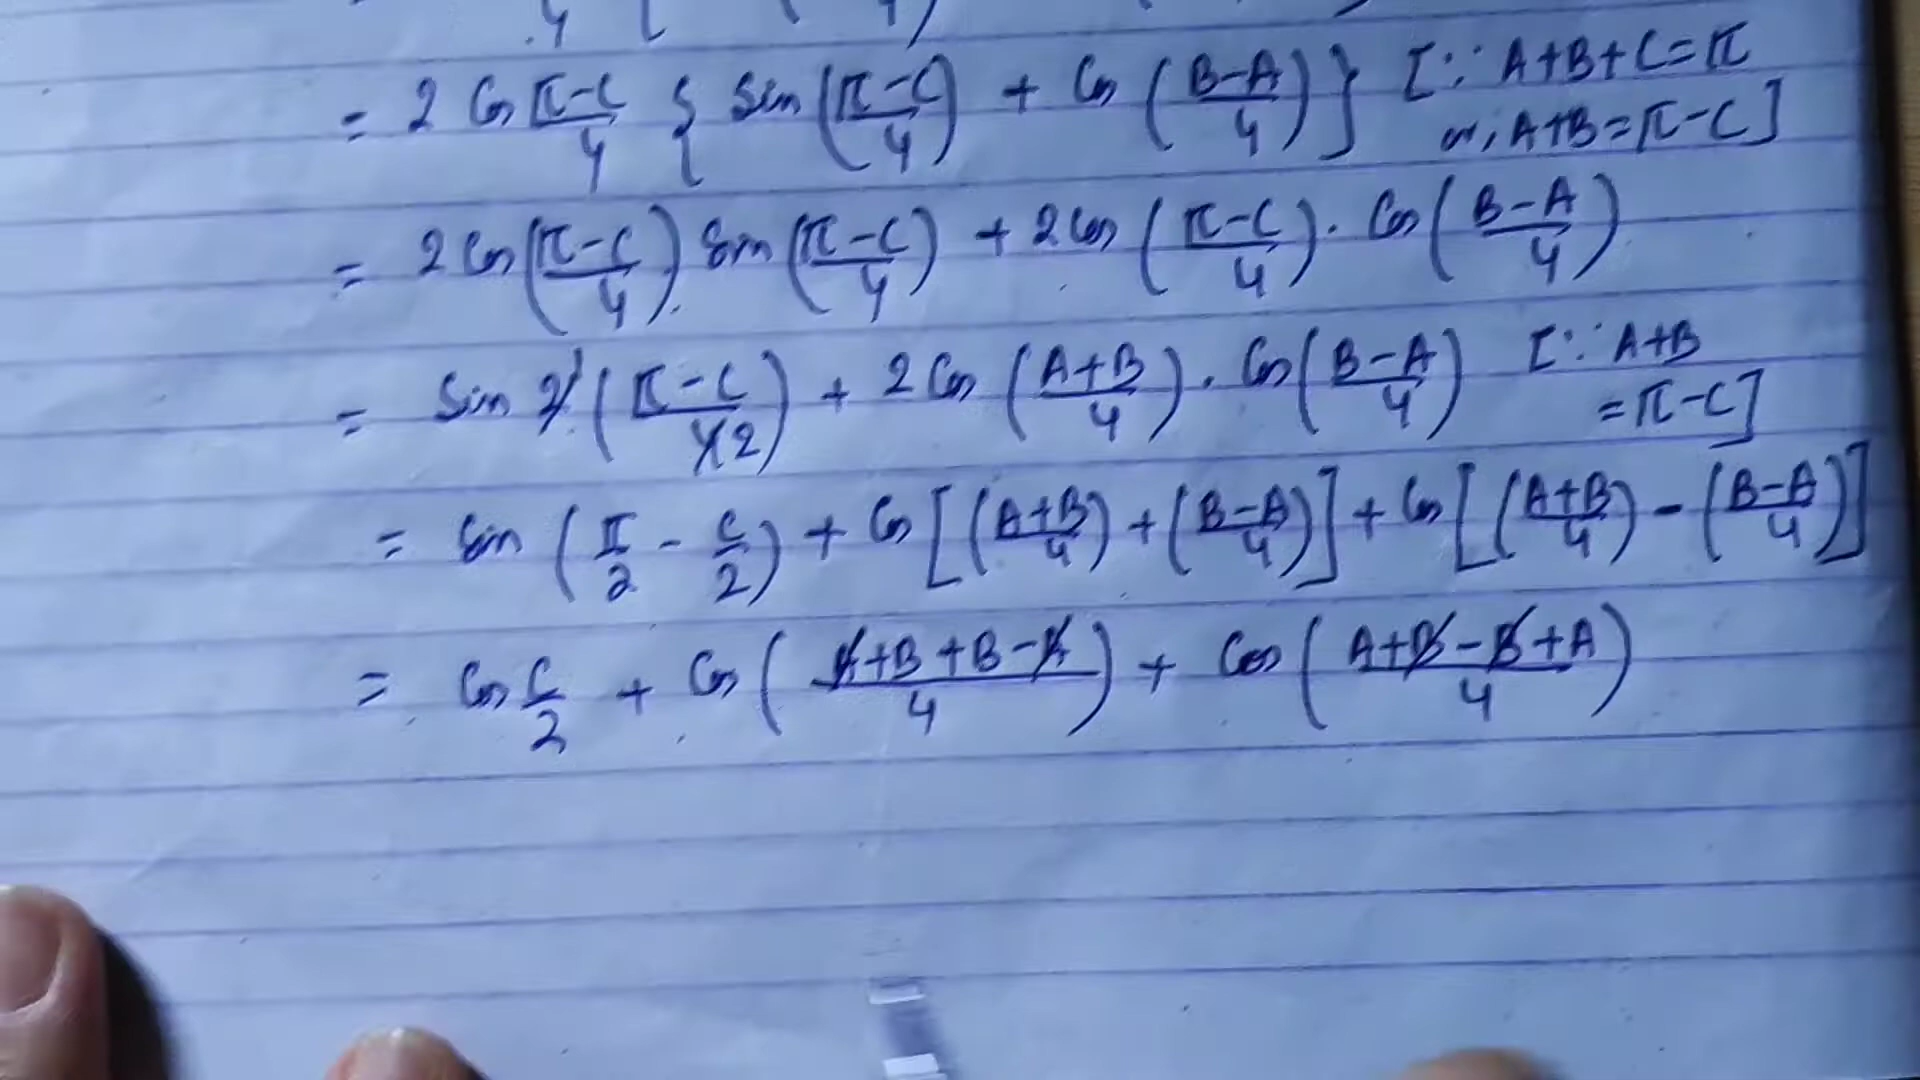 = 2 Cos π-C/4 { Sin (π-C/4) + Cos (B-A/4) } [∵ A+B+C=π
or, A+B=π-C]
= 2 Cos (π-C/4). Sin (π-C/4) + 2 Cos (π-C/4). Cos (B-A/4)
= Sin 2 (π-C/42) + 2 Cos (A+B/4). Cos (B-A/4) [∵ A+B
=π-C]
= Sin (π/2 - C/2) + Cos [(A+B/4) + (B-A/4)] + Cos [(A+B/4) - (B-A/4)]
= Cos C/2 + Cos (A+B+B-A/4) + Cos (A+B-B+A/4)